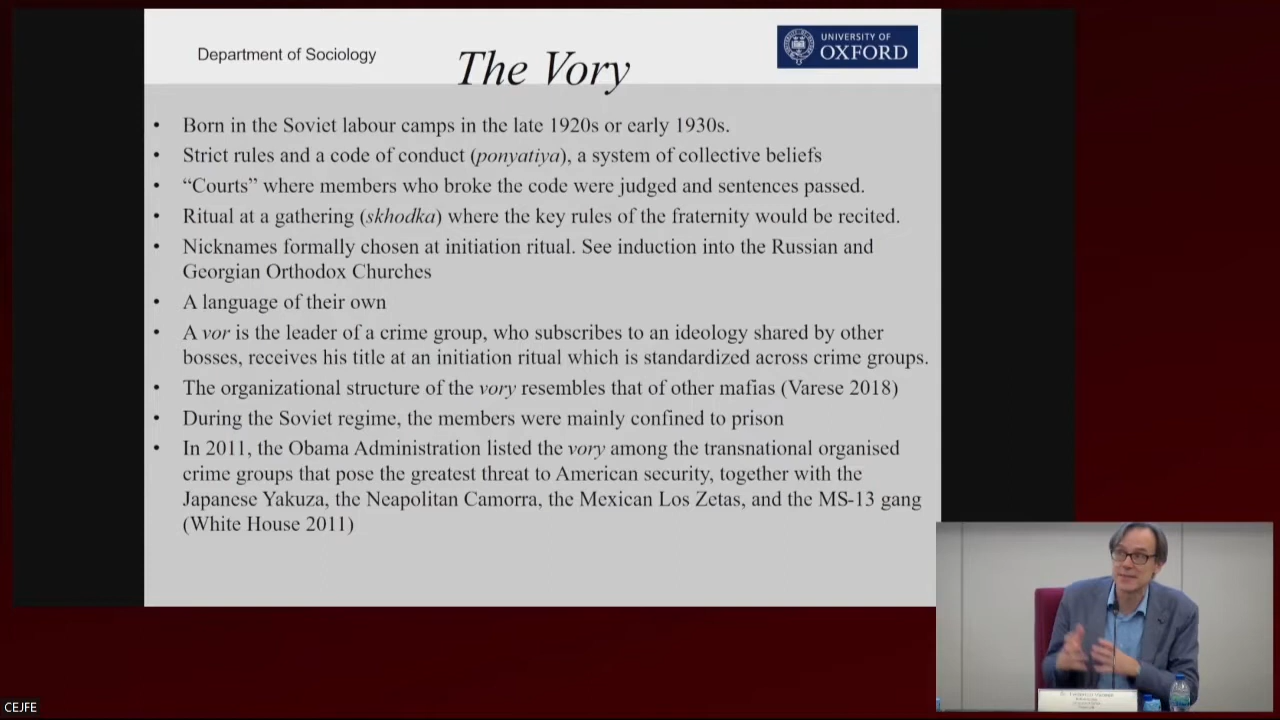 Department of Sociology
The Vory
UNIVERSITY OF
OXFORD
• Born in the Soviet labour camps in the late 1920s or early 1930s.
• Strict rules and a code of conduct (ponyatiya), a system of collective beliefs
• “Courts” where members who broke the code were judged and sentences passed.
• Ritual at a gathering (skhodka) where the key rules of the fraternity would be recited.
• Nicknames formally chosen at initiation ritual. See induction into the Russian and
Georgian Orthodox Churches
• A language of their own
• A vor is the leader of a crime group, who subscribes to an ideology shared by other
bosses, receives his title at an initiation ritual which is standardized across crime groups.
• The organizational structure of the vory resembles that of other mafias (Varese 2018)
• During the Soviet regime, the members were mainly confined to prison
• In 2011, the Obama Administration listed the vory among the transnational organised
crime groups that pose the greatest threat to American security, together with the
Japanese Yakuza, the Neapolitan Camorra, the Mexican Los Zetas, and the MS-13 gang
(White House 2011)
CEJFE